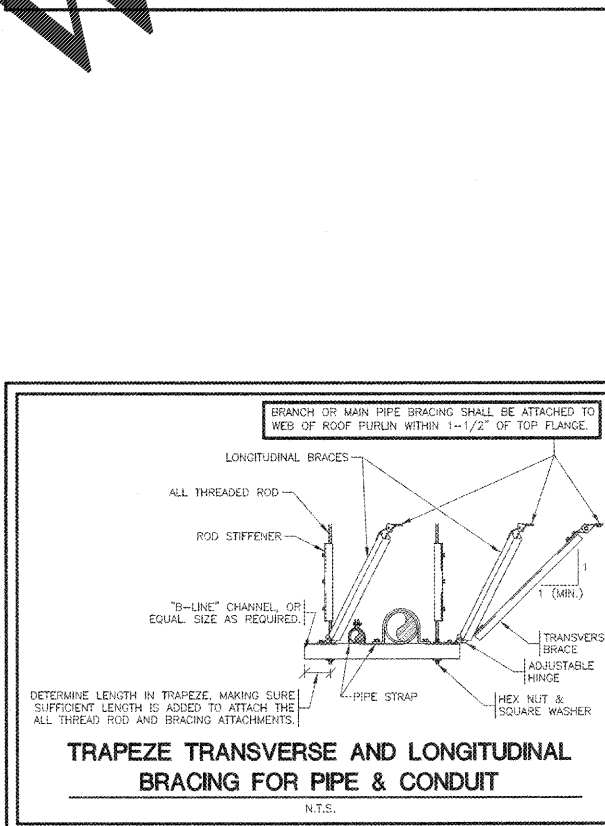 BRANCH OR MAIN PIPE BRACING SHALL BE ATTACHED TO
WEB OF ROOF PURLIN WITHIN 1-1/2" OF TOP FLANGE.
LONGITUDINAL BRACES
ALL THREADED ROD
ROD STIFFENER
1
1 (MIN.)
"B-LINE" CHANNEL, OR
EQUAL. SIZE AS REQUIRED.
TRANSVERS
BRACE
ADJUSTABLE
HINGE
DETERMINE LENGTH IN TRAPEZE, MAKING SURE
SUFFICIENT LENGTH IS ADDED TO ATTACH THE
ALL THREAD ROD AND BRACING ATTACHMENTS.
PIPE STRAP
HEX NUT &
SQUARE WASHER
TRAPEZE TRANSVERSE AND LONGITUDINAL
BRACING FOR PIPE & CONDUIT
N.T.S.